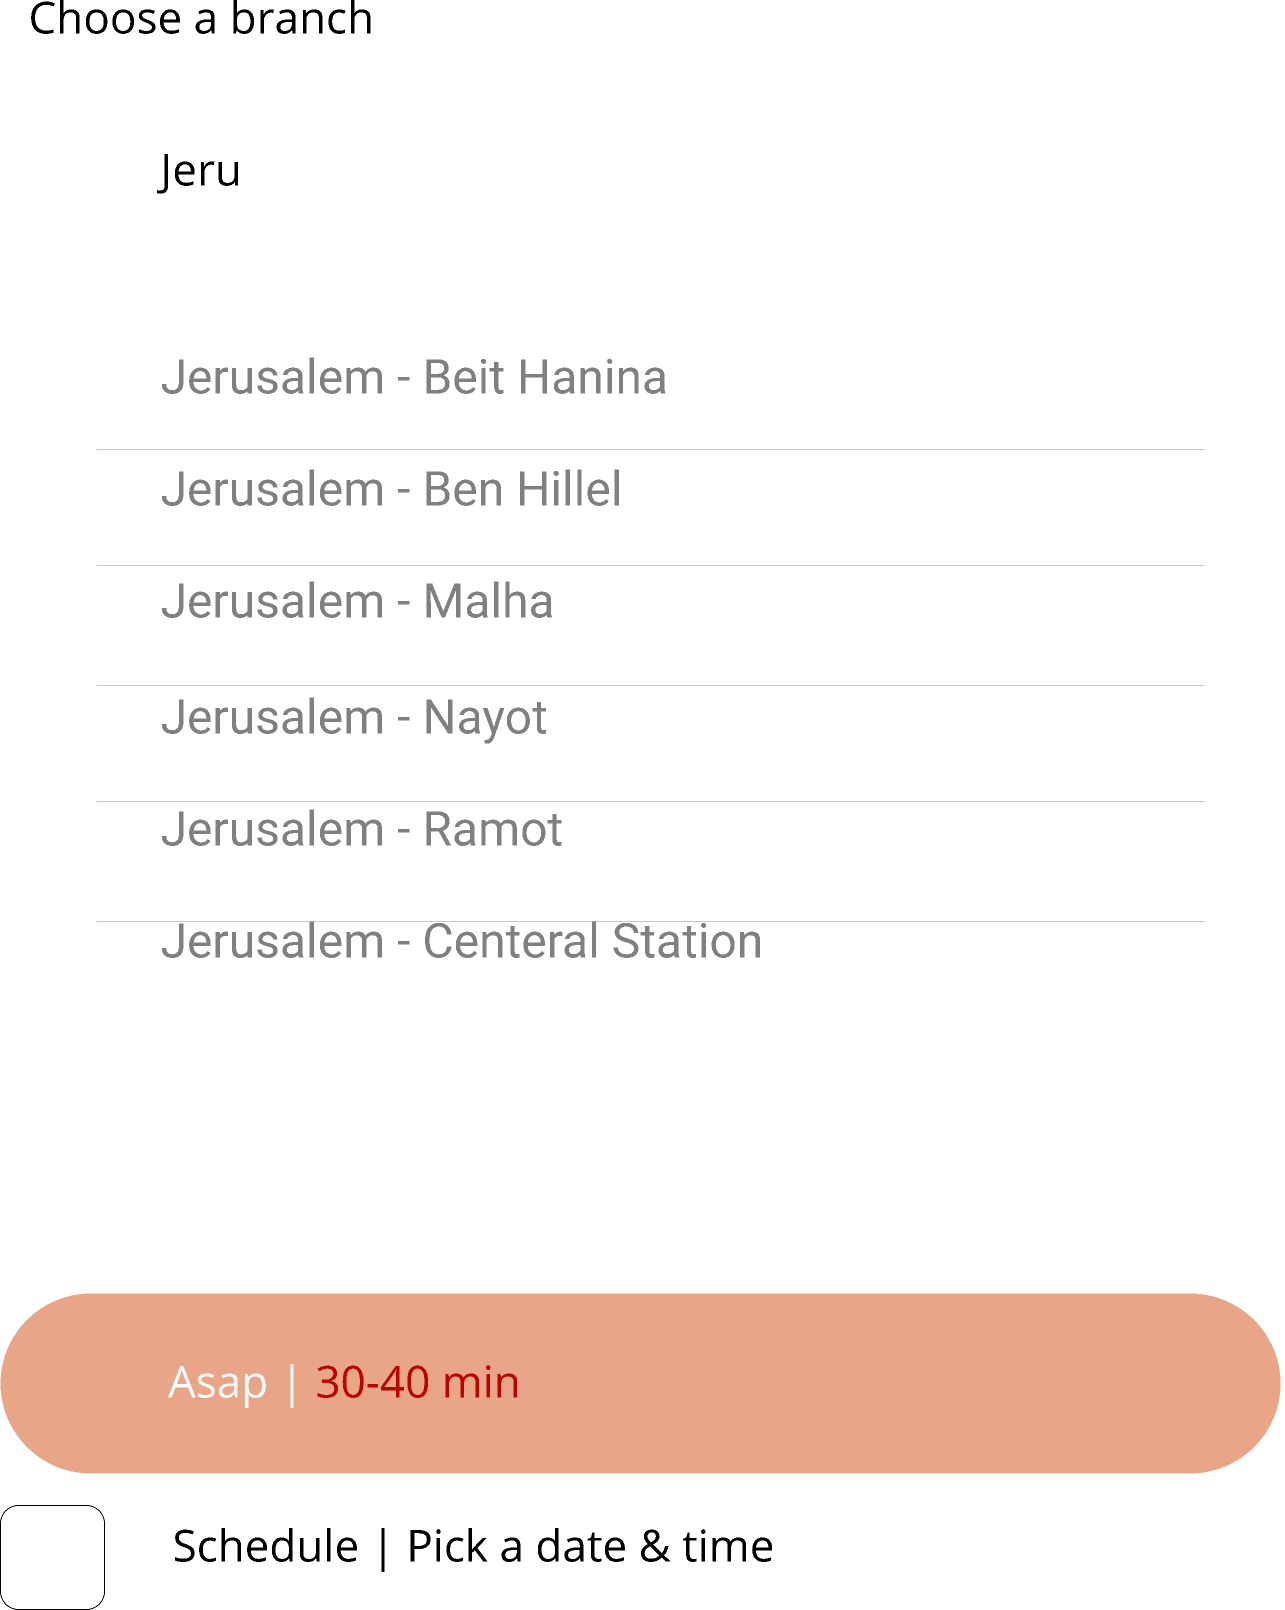 Choose a branch
Jeru
Jerusalem - Beit Hanina
Jerusalem - Ben Hillel
Jerusalem - Malha
Jerusalem - Nayot
Jerusalem - Ramot
Jerusalem - Centeral Station
Asap | 30-40 min
Schedule | Pick a date & time